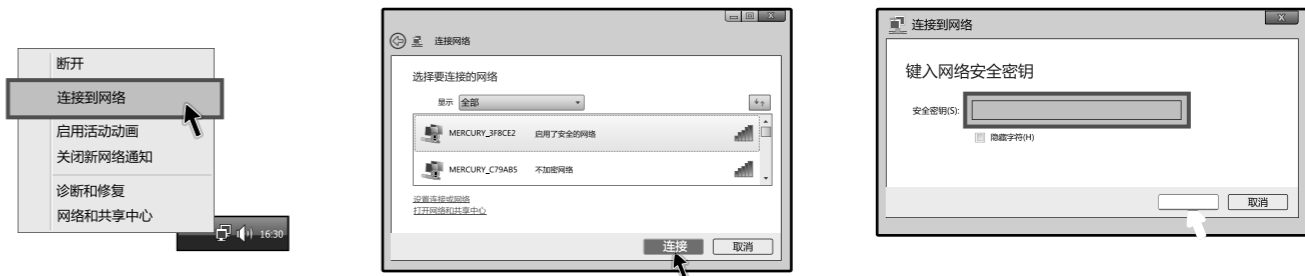 断开
连接到网络
启用活动动画
关闭新网络通知
诊断和修复
网络和共享中心
16:30
连接网络
选择要连接的网络
显示 全部
MERCURY_3F8CE2 启用了安全的网络
MERCURY_C79AB5 不加密网络
设置连接或网络
打开网络和共享中心
连接 取消
连接到网络
X
键入网络安全密钥
安全密钥(S):
隐藏字符(H)
取消